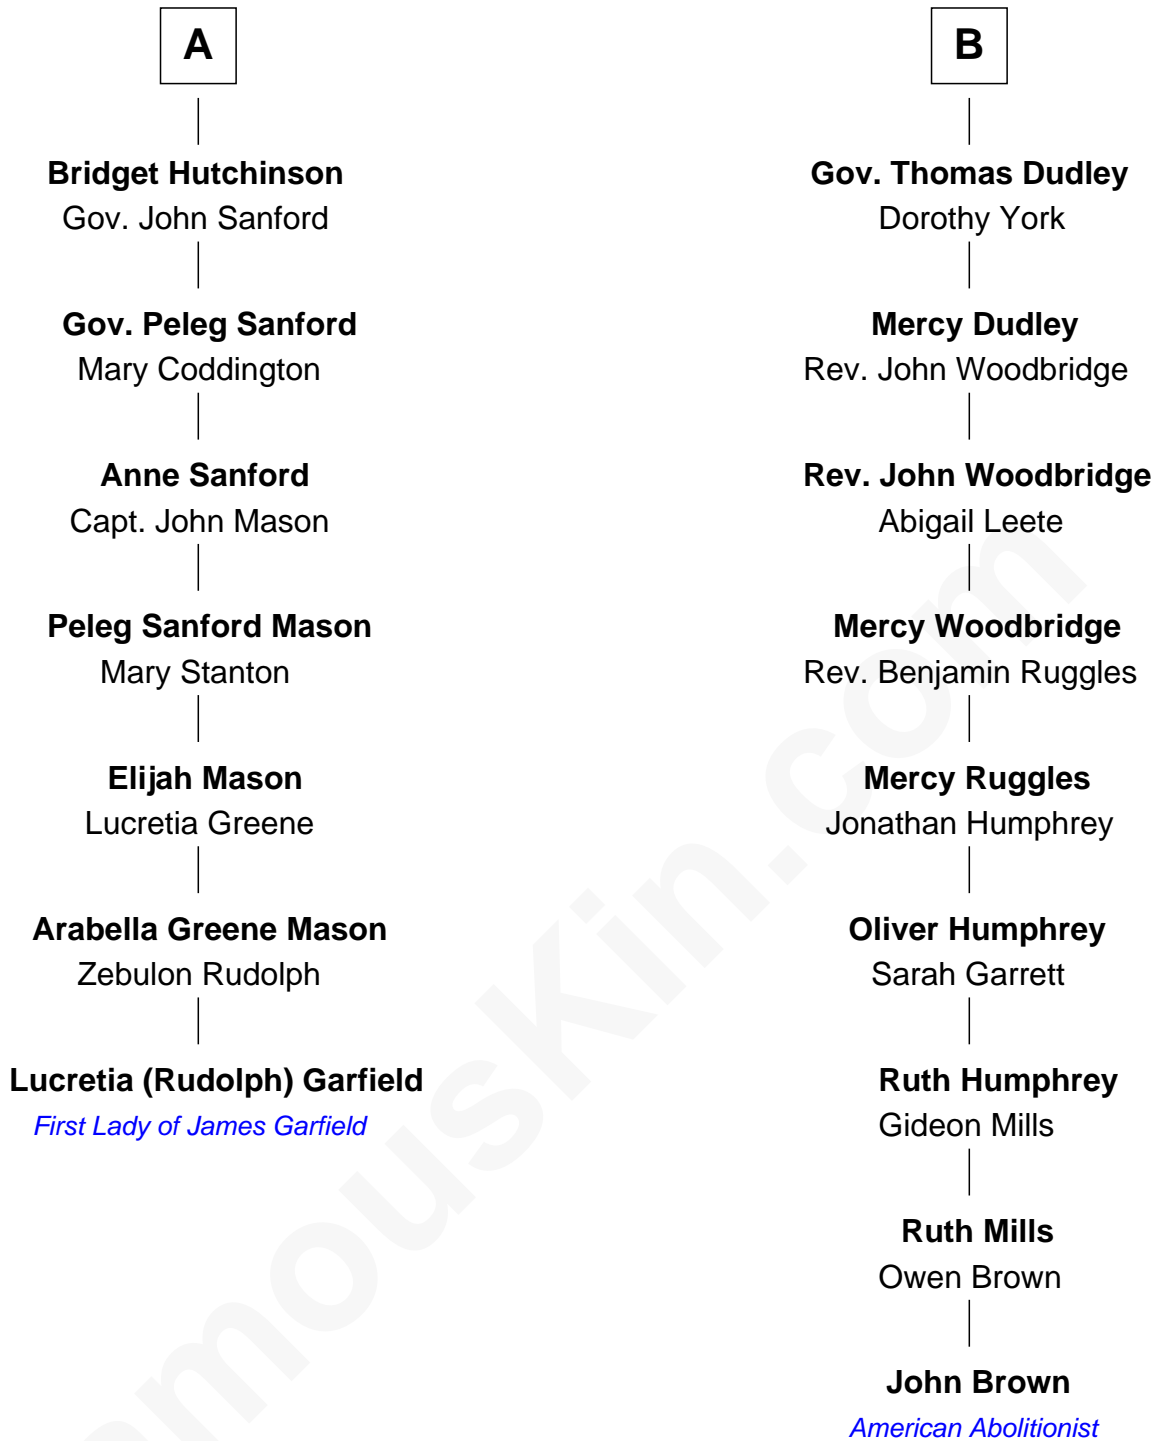 A
Bridget Hutchinson
Gov. John Sanford
Gov. Peleg Sanford
Mary Coddington
Anne Sanford
Capt. John Mason
Peleg Sanford Mason
Mary Stanton
Elijah Mason
Lucretia Greene
Arabella Greene Mason
Zebulon Rudolph
Lucretia (Rudolph) Garfield
First Lady of James Garfield
B
Gov. Thomas Dudley
Dorothy York
Mercy Dudley
Rev. John Woodbridge
Rev. John Woodbridge
Abigail Leete
Mercy Woodbridge
Rev. Benjamin Ruggles
Mercy Ruggles
Jonathan Humphrey
Oliver Humphrey
Sarah Garrett
Ruth Humphrey
Gideon Mills
Ruth Mills
Owen Brown
John Brown
American Abolitionist
amouskin.com